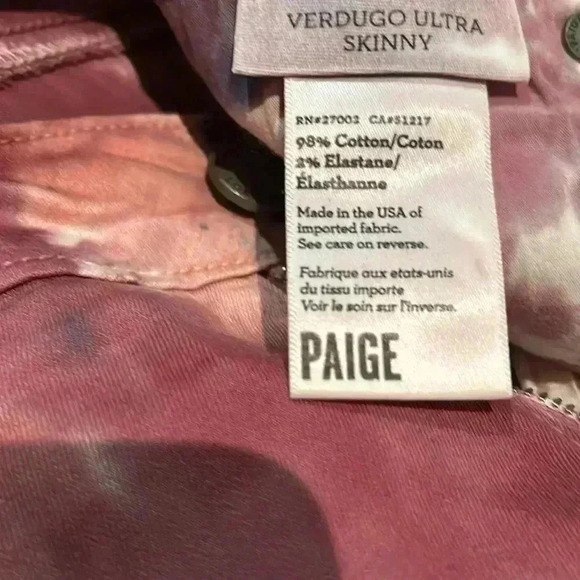 VERDUGO ULTRA
SKINNY
RN#27002 CA#51217
98% Cotton/Coton
2% Elastane/
Élasthanne
Made in the USA of
imported fabric.
See care on reverse.
Fabrique aux etats-unis
du tissu importe
Voir le soin sur l'inverse.
PAIGE